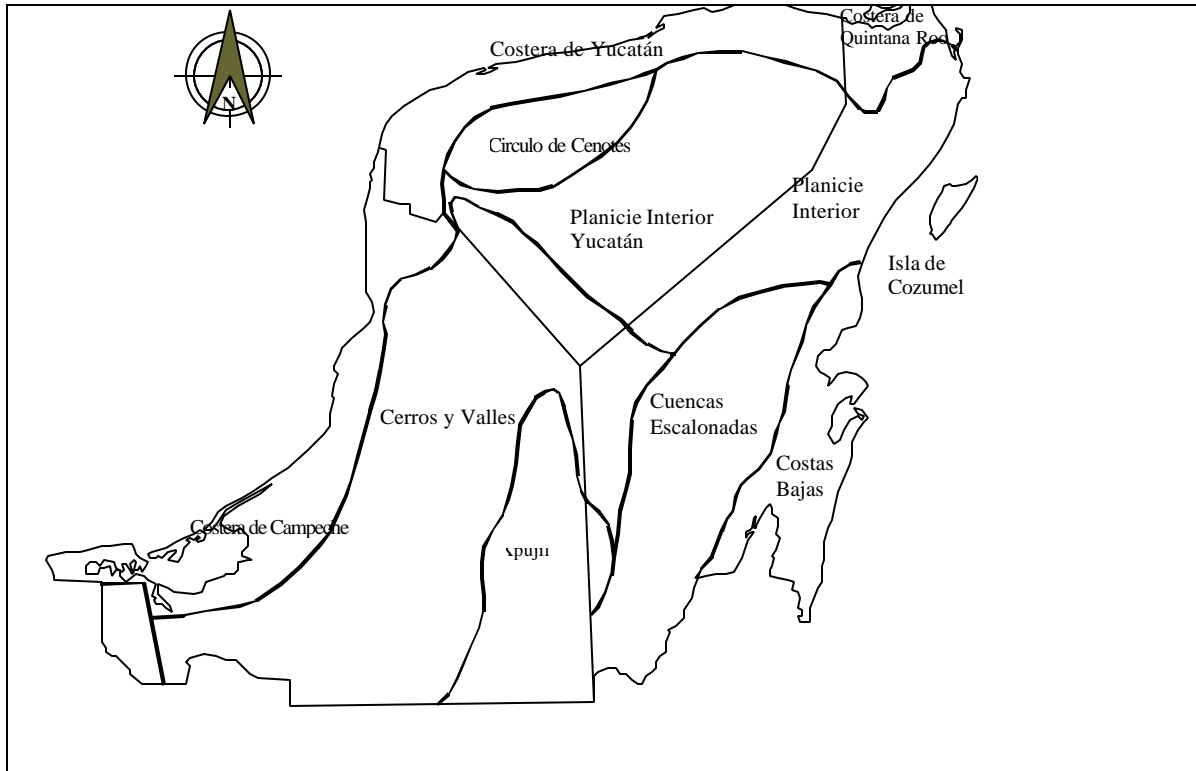 Costera de
Quintana Roo
Costera de Yucatán
N
Circulo de Cenotes
Planicie
Interior
Planicie Interior
Yucatán
Isla de
Cozumel
Cuencas
Escalonadas
Cerros y Valles
Costas
Bajas
Costera de Campeche